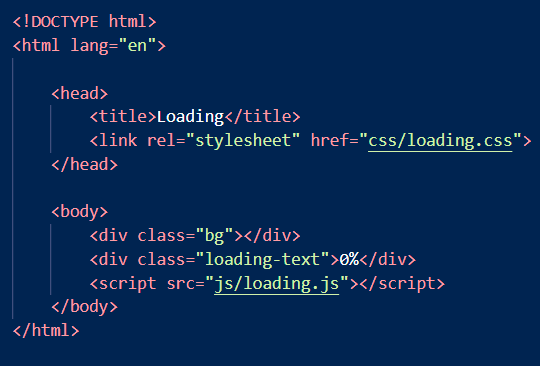 <!DOCTYPE html>
<html lang="en">
<head>
<title>Loading</title>
<link rel="stylesheet" href="css/loading.css">
</head>
<body>
<div class="bg"></div>
<div class="loading-text">0%</div>
<script src="js/loading.js"></script>
</body>
</html>